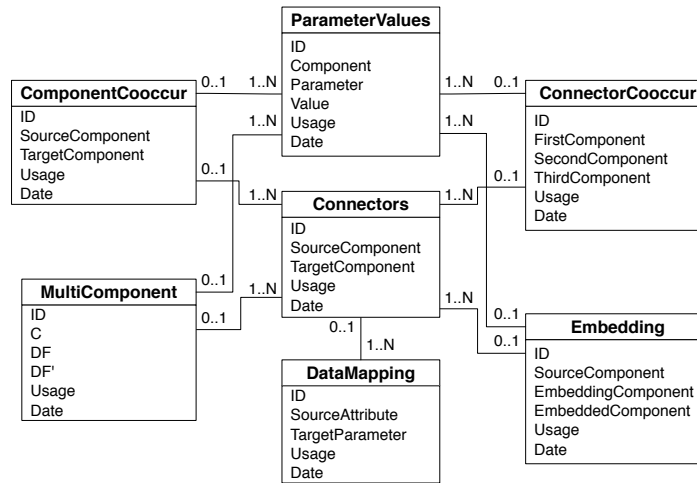 ParameterValues
ID
Component
Parameter
Value
Usage
Date
ComponentCooccur
ID
SourceComponent
TargetComponent
Usage
Date
ConnectorCooccur
ID
FirstComponent
SecondComponent
ThirdComponent
Usage
Date
0..1
1..N
1..N
0..1
1..N
1..N
0..1
1..N
1..N
0..1
Connectors
ID
SourceComponent
TargetComponent
Usage
Date
MultiComponent
ID
C
DF
DF'
Usage
Date
0..1
0..1
1..N
1..N
0..1
0..1
Embedding
ID
SourceComponent
EmbeddingComponent
EmbeddedComponent
Usage
Date
0..1
1..N
DataMapping
ID
SourceAttribute
TargetParameter
Usage
Date